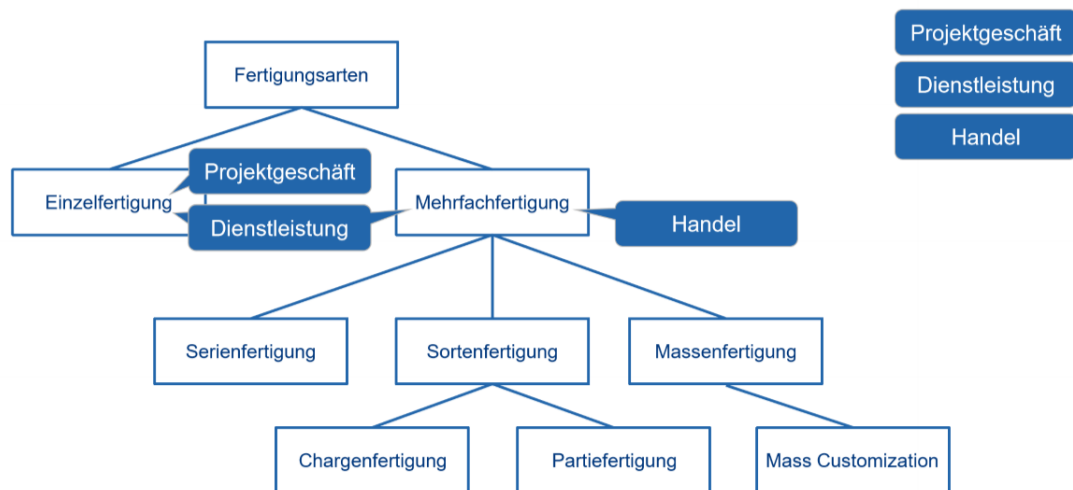 Projektgeschäft
Dienstleistung
Handel
Fertigungsarten
Einzelfertigung
Projektgeschäft
Dienstleistung
Mehrfachfertigung
Handel
Serienfertigung
Sortenfertigung
Massenfertigung
Chargenfertigung
Partiefertigung
Mass Customization